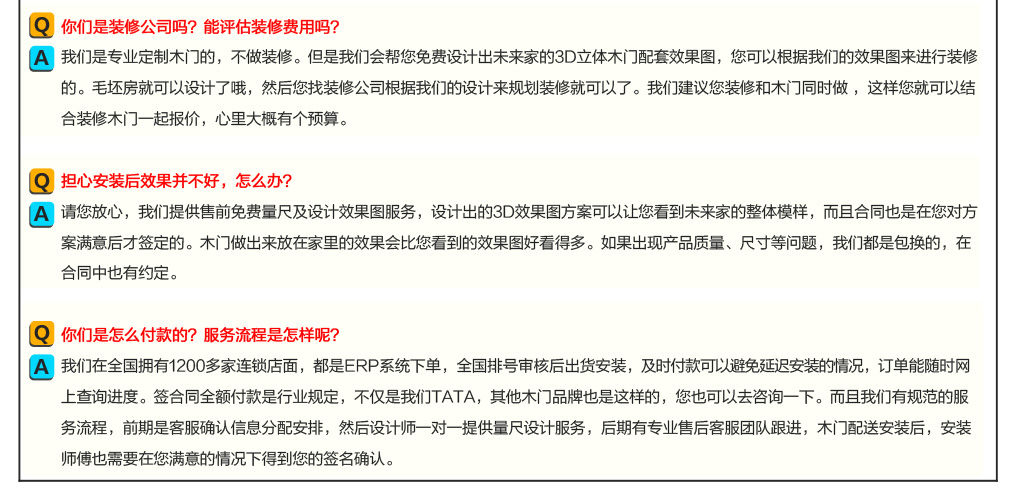 Q 你们是装修公司吗？能评估装修费用吗？
A 我们是专业定制木门的，不做装修。但是我们会帮您免费设计出未来家的3D立体木门配套效果图，您可以根据我们的效果图来进行装修
的。毛坯房就可以设计了哦，然后您找装修公司根据我们的设计来规划装修就可以了。我们建议您装修和木门同时做 ，这样您就可以结
合装修木门一起报价，心里大概有个预算。
Q 担心安装后效果并不好，怎么办？
A 请您放心，我们提供售前免费量尺及设计效果图服务，设计出的3D效果图方案可以让您看到未来家的整体模样，而且合同也是在您对方
案满意后才签定的。木门做出来放在家里的效果会比您看到的效果图好看得多。如果出现产品质量、尺寸等问题，我们都是包换的，在
合同中也有约定。
Q 你们是怎么付款的？服务流程是怎样呢？
A 我们在全国拥有1200多家连锁店面，都是ERP系统下单，全国排号审核后出货安装，及时付款可以避免延迟安装的情况，订单能随时网
上查询进度。签合同全额付款是行业规定，不仅是我们TATA，其他木门品牌也是这样的，您也可以去咨询一下。而且我们有规范的服
务流程，前期是客服确认信息分配安排，然后设计师一对一提供量尺设计服务，后期有专业售后客服团队跟进，木门配送安装后，安装
师傅也需要在您满意的情况下得到您的签名确认。